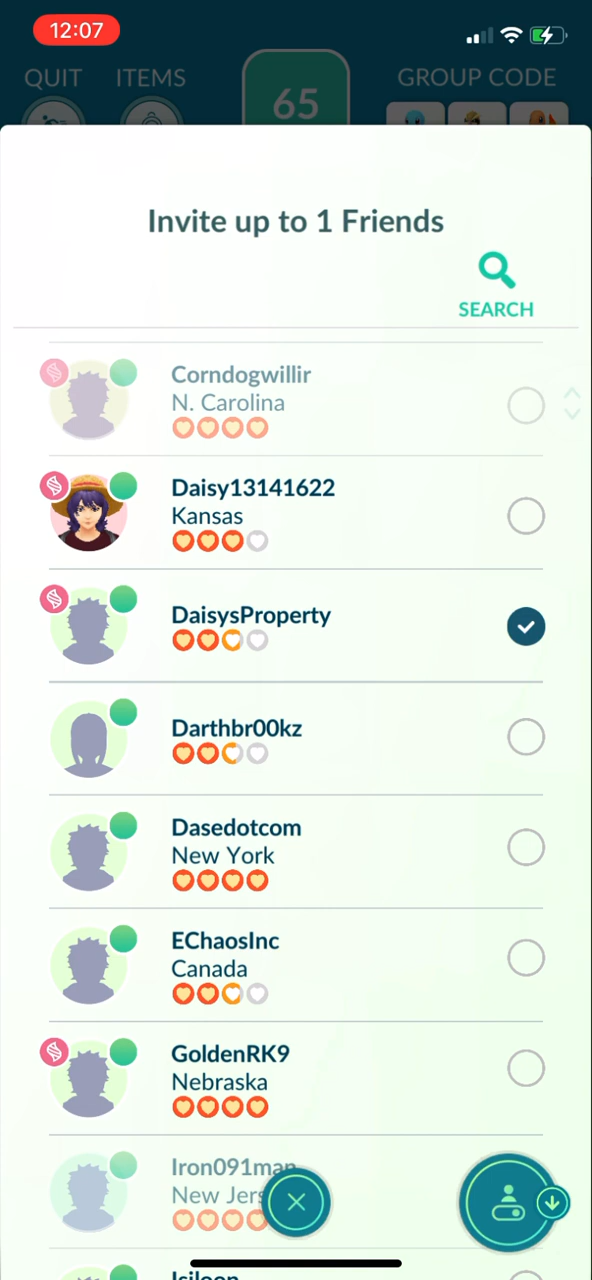 12:07
QUIT ITEMS 65 GROUP CODE
Invite up to 1 Friends
SEARCH
Corndogwillir
N. Carolina
Daisy13141622
Kansas
DaisysProperty
Darthbr00kz
Dasedotcom
New York
EChaosInc
Canada
GoldenRK9
Nebraska
Iron091man
New Jers